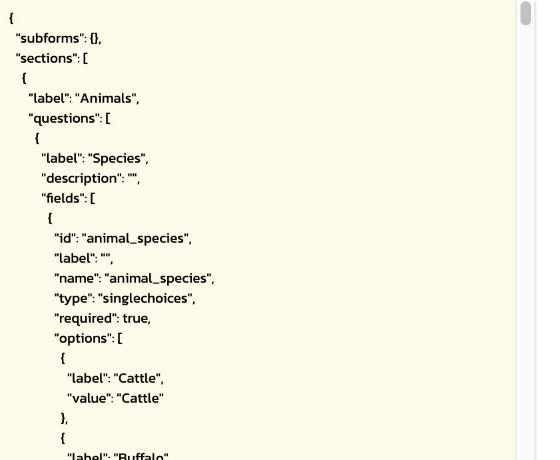 {
"subforms": {},
"sections": [
{
"label": "Animals",
"questions": [
{
"label": "Species",
"description": "",
"fields": [
{
"id": "animal_species",
"label": "",
"name": "animal_species",
"type": "singlechoices",
"required": true,
"options": [
{
"label": "Cattle",
"value": "Cattle"
},
{
"label": "Buffalo"